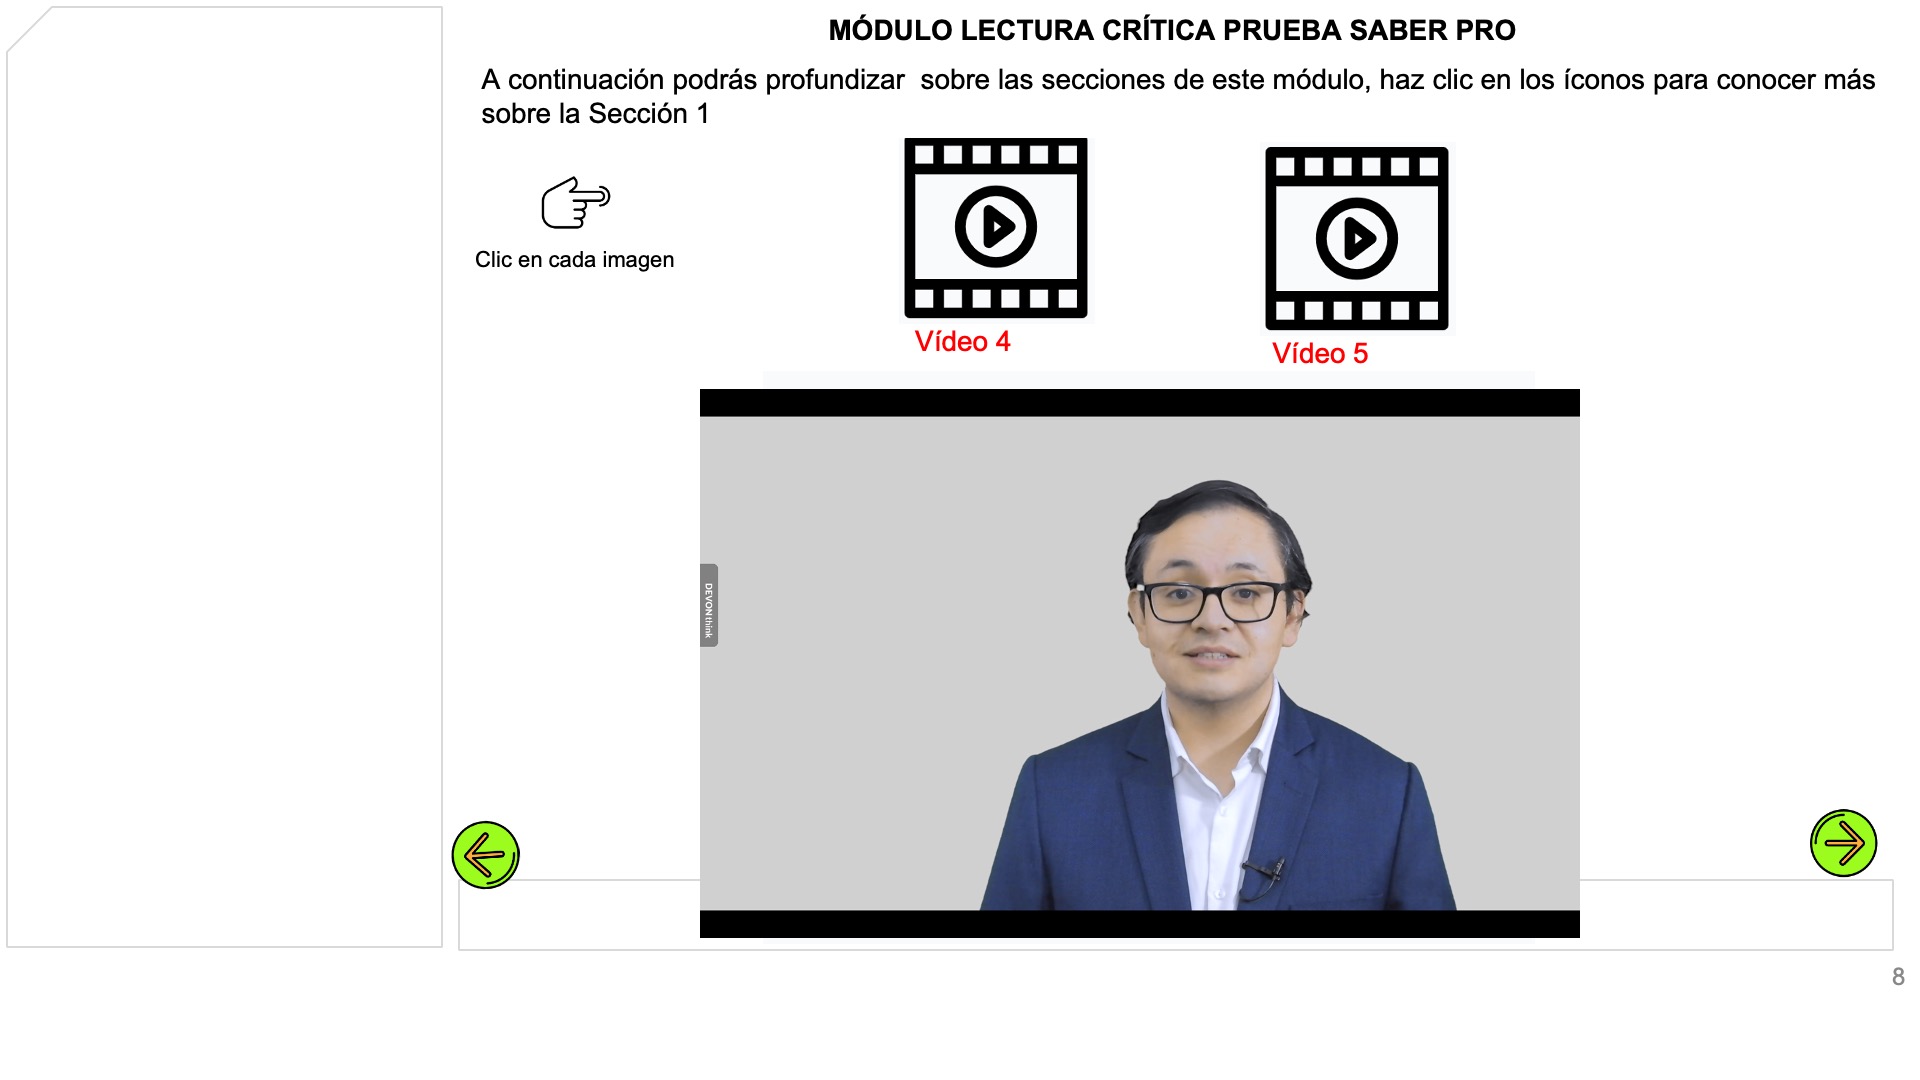 MÓDULO LECTURA CRÍTICA PRUEBA SABER PRO
A continuación podrás profundizar  sobre las secciones de este módulo, haz clic en los íconos para conocer más
sobre la Sección 1
Clic en cada imagen
Vídeo 4
Vídeo 5
DEVONthink
8